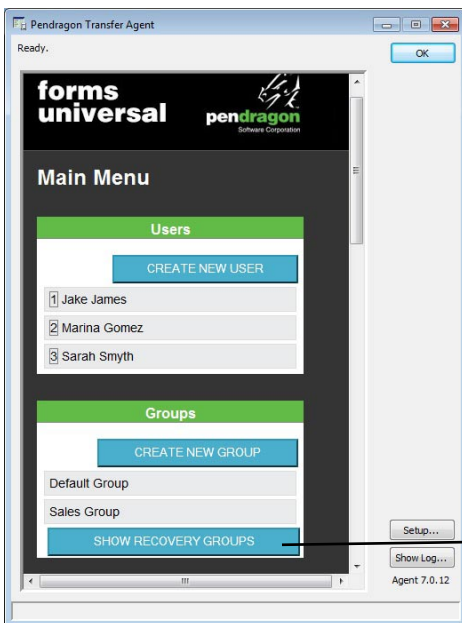 Pendragon Transfer Agent
Ready.
OK
forms
universal
pendragon
Software Corporation
Main Menu
Users
CREATE NEW USER
1 Jake James
2 Marina Gomez
3 Sarah Smyth
Groups
CREATE NEW GROUP
Default Group
Sales Group
SHOW RECOVERY GROUPS
Setup...
Show Log...
Agent 7.0.12